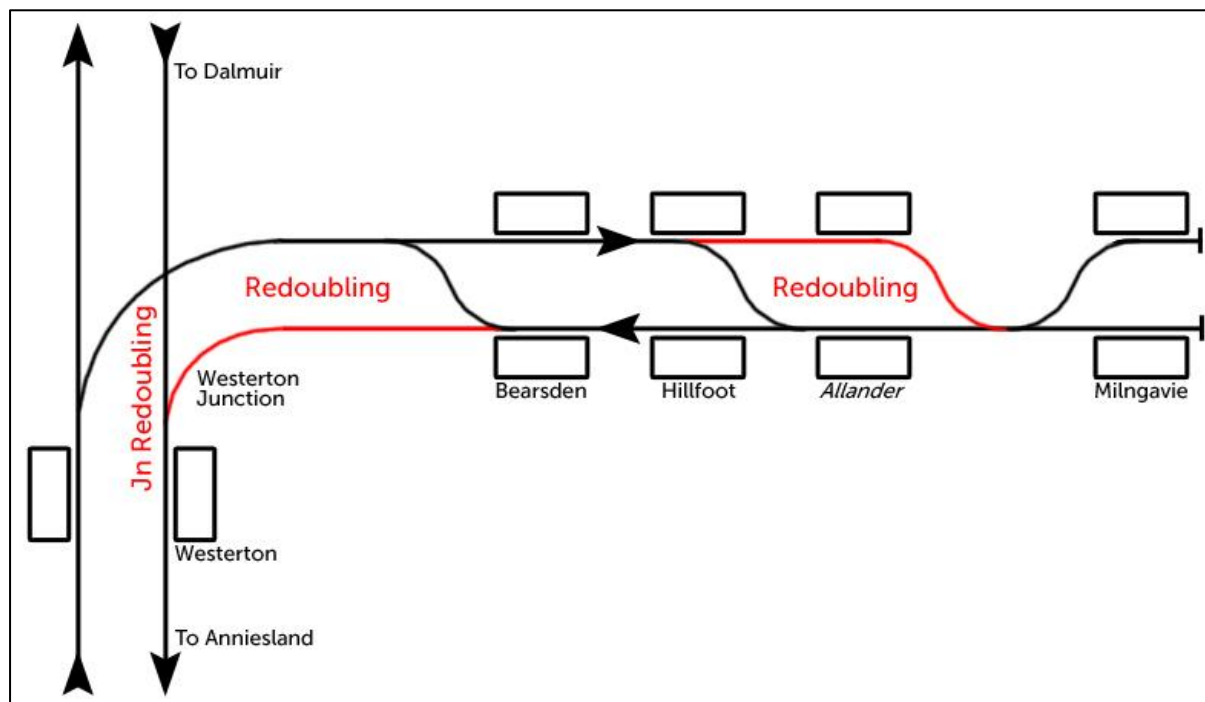 To Dalmuir
Redoubling
Redoubling
Jn Redoubling
Westerton
Junction
Bearsden
Hillfoot
Allander
Milngavie
Westerton
To Anniesland